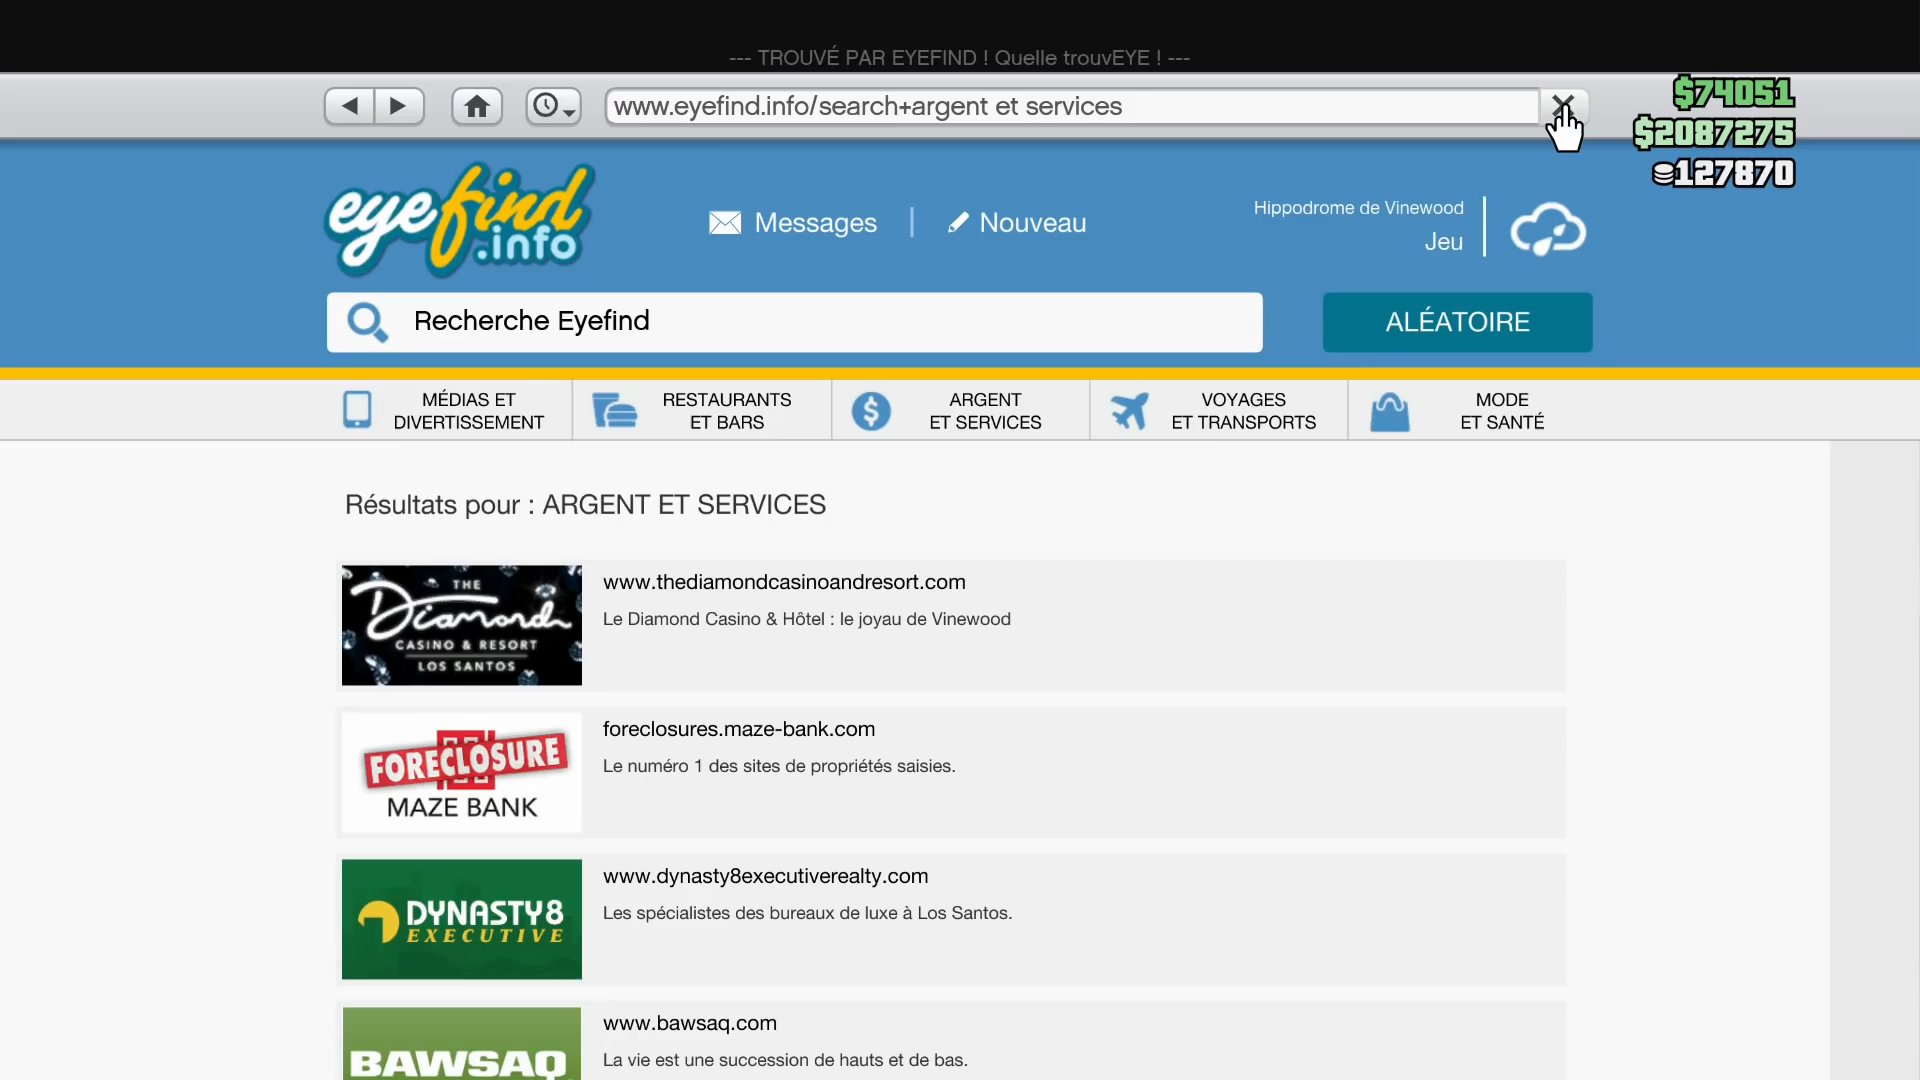 --- TROUVÉ PAR EYEFIND ! Quelle trouvEYE ! ---
www.eyefind.info/search+argent et services
$74051
$2087275
127870
eyefind
.info
Messages | Nouveau
Hippodrome de Vinewood
Jeu
Recherche Eyefind
ALÉATOIRE
MÉDIAS ET
DIVERTISSEMENT
RESTAURANTS
ET BARS
ARGENT
ET SERVICES
VOYAGES
ET TRANSPORTS
MODE
ET SANTÉ
Résultats pour : ARGENT ET SERVICES
THE
Diamond
CASINO & RESORT
LOS SANTOS
www.thediamondcasinoandresort.com
Le Diamond Casino & Hôtel : le joyau de Vinewood
FORECLOSURE
MAZE BANK
foreclosures.maze-bank.com
Le numéro 1 des sites de propriétés saisies.
DYNASTY8
EXECUTIVE
www.dynasty8executiverealty.com
Les spécialistes des bureaux de luxe à Los Santos.
BAWSAQ
www.bawsaq.com
La vie est une succession de hauts et de bas.